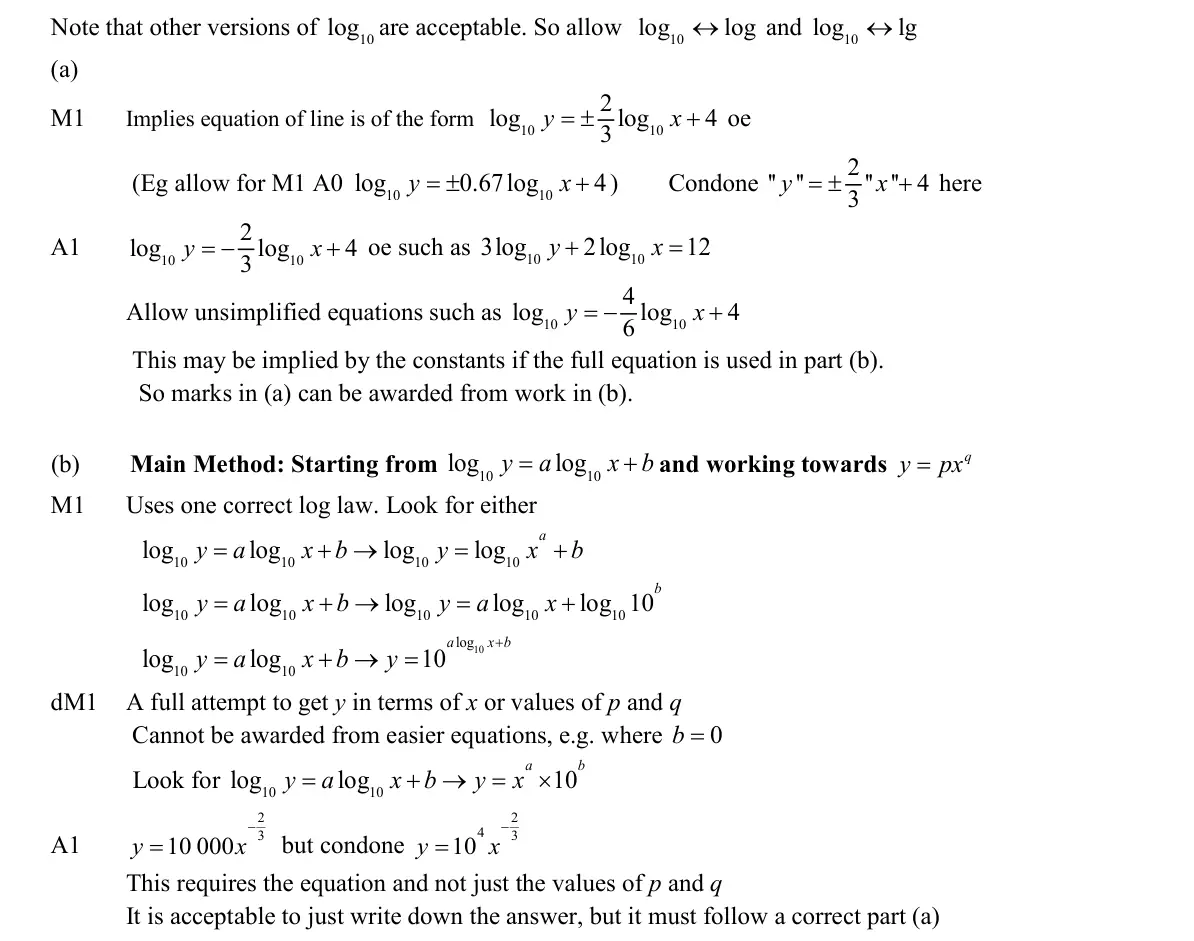 Note that other versions of log₁₀ are acceptable. So allow log₁₀ ↔ log and log₁₀ ↔ lg
(a)
M1 Implies equation of line is of the form log₁₀ y = ±2/3 log₁₀ x + 4 oe
(Eg allow for M1 A0 log₁₀ y = ±0.67 log₁₀ x + 4) Condone "y" = ±2/3 "x" + 4 here
A1 log₁₀ y = −2/3 log₁₀ x + 4 oe such as 3 log₁₀ y + 2 log₁₀ x = 12
Allow unsimplified equations such as log₁₀ y = −4/6 log₁₀ x + 4
This may be implied by the constants if the full equation is used in part (b).
So marks in (a) can be awarded from work in (b).
(b) Main Method: Starting from log₁₀ y = a log₁₀ x + b and working towards y = px^q
M1 Uses one correct log law. Look for either
log₁₀ y = a log₁₀ x + b → log₁₀ y = log₁₀ x^a + b
log₁₀ y = a log₁₀ x + b → log₁₀ y = a log₁₀ x + log₁₀ 10^b
log₁₀ y = a log₁₀ x + b → y = 10^(a log₁₀ x + b)
dM1 A full attempt to get y in terms of x or values of p and q
Cannot be awarded from easier equations, e.g. where b = 0
Look for log₁₀ y = a log₁₀ x + b → y = x^a × 10^b
A1 y = 10 000x^(−2/3) but condone y = 10^4 x^(−2/3)
This requires the equation and not just the values of p and q
It is acceptable to just write down the answer, but it must follow a correct part (a)